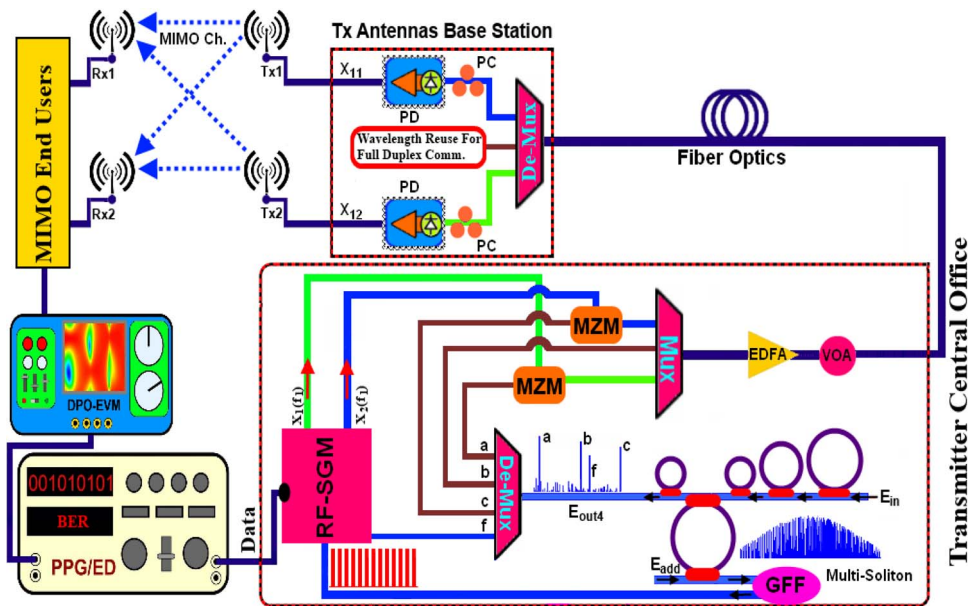 Tx Antennas Base Station
MIMO Ch.
Rx1
Tx1
X11
PC
PD
Wavelength Reuse For
Full Duplex Comm.
De-Mux
Fiber Optics
MIMO End Users
Rx2
Tx2
X12
PD
PC
Transmitter Central Office
MZM
MZM
Mux
EDFA
VOA
DPO-EVM
X1(f1)
X2(f1)
RF-SGM
De-Mux
a
b
c
f
a
b
c
f
Eout4
Ein
001010101
BER
PPG/ED
Data
Eadd
GFF
Multi-Soliton